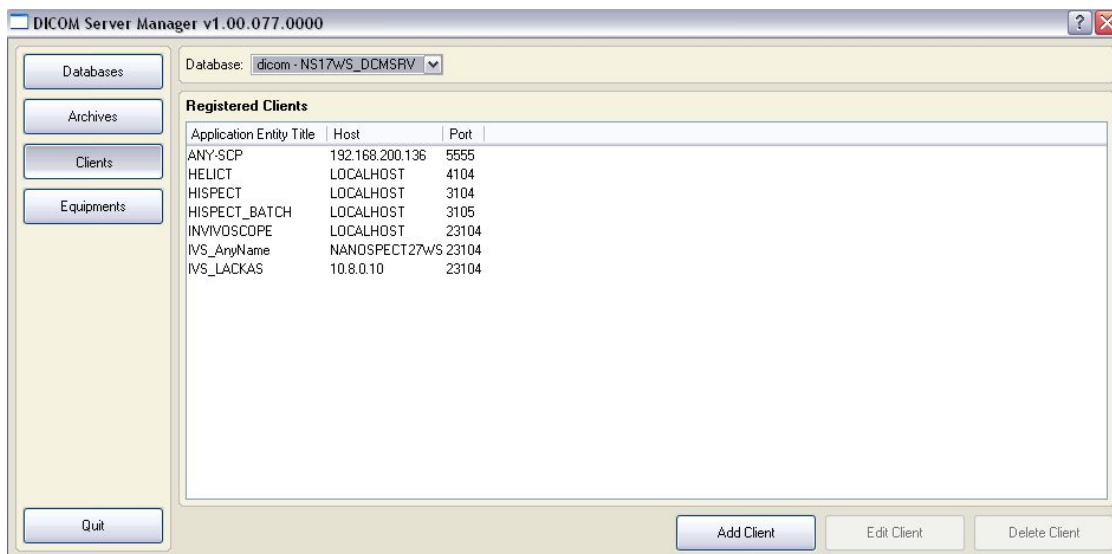 DICOM Server Manager v1.00.077.0000
?
Databases
Archives
Clients
Equipments
Quit
Database: dicom - NS17WS_DCMSRV
Registered Clients
Application Entity Title Host Port
ANY-SCP 192.168.200.136 5555
HELICT LOCALHOST 4104
HISPECT LOCALHOST 3104
HISPECT_BATCH LOCALHOST 3105
INVIVOSCOPE LOCALHOST 23104
IVS_AnyName NANOSPECT27WS 23104
IVS_LACKAS 10.8.0.10 23104
Add Client Edit Client Delete Client